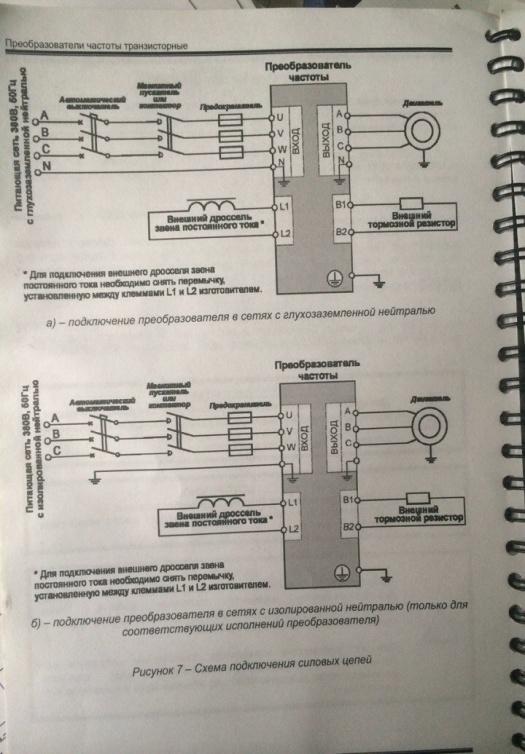 Преобразователи частоты транзисторные
Преобразователь
частоты
Питающая сеть 380В, 50Гц
с глухозаземленной нейтралью
A
B
C
N
Автоматический
выключатель
Магнитный
пускатель
или
контактор
Предохранитель
U
V
W
N
ВХОД
ВЫХОД
A
B
C
N
Двигатель
Внешний дроссель
звена постоянного тока *
L1
L2
B1
B2
Внешний
тормозной резистор
* Для подключения внешнего дросселя звена
постоянного тока необходимо снять перемычку,
установленную между клеммами L1 и L2 изготовителем.
а) – подключение преобразователя в сетях с глухозаземленной нейтралью
Преобразователь
частоты
Питающая сеть 380В, 50Гц
с изолированной нейтралью
A
B
C
Автоматический
выключатель
Магнитный
пускатель
или
контактор
Предохранитель
U
V
W
ВХОД
ВЫХОД
A
B
C
Двигатель
Внешний дроссель
звена постоянного тока *
L1
L2
B1
B2
Внешний
тормозной резистор
* Для подключения внешнего дросселя звена
постоянного тока необходимо снять перемычку,
установленную между клеммами L1 и L2 изготовителем.
б) – подключение преобразователя в сетях с изолированной нейтралью (только для
соответствующих исполнений преобразователя)
Рисунок 7 – Схема подключения силовых цепей